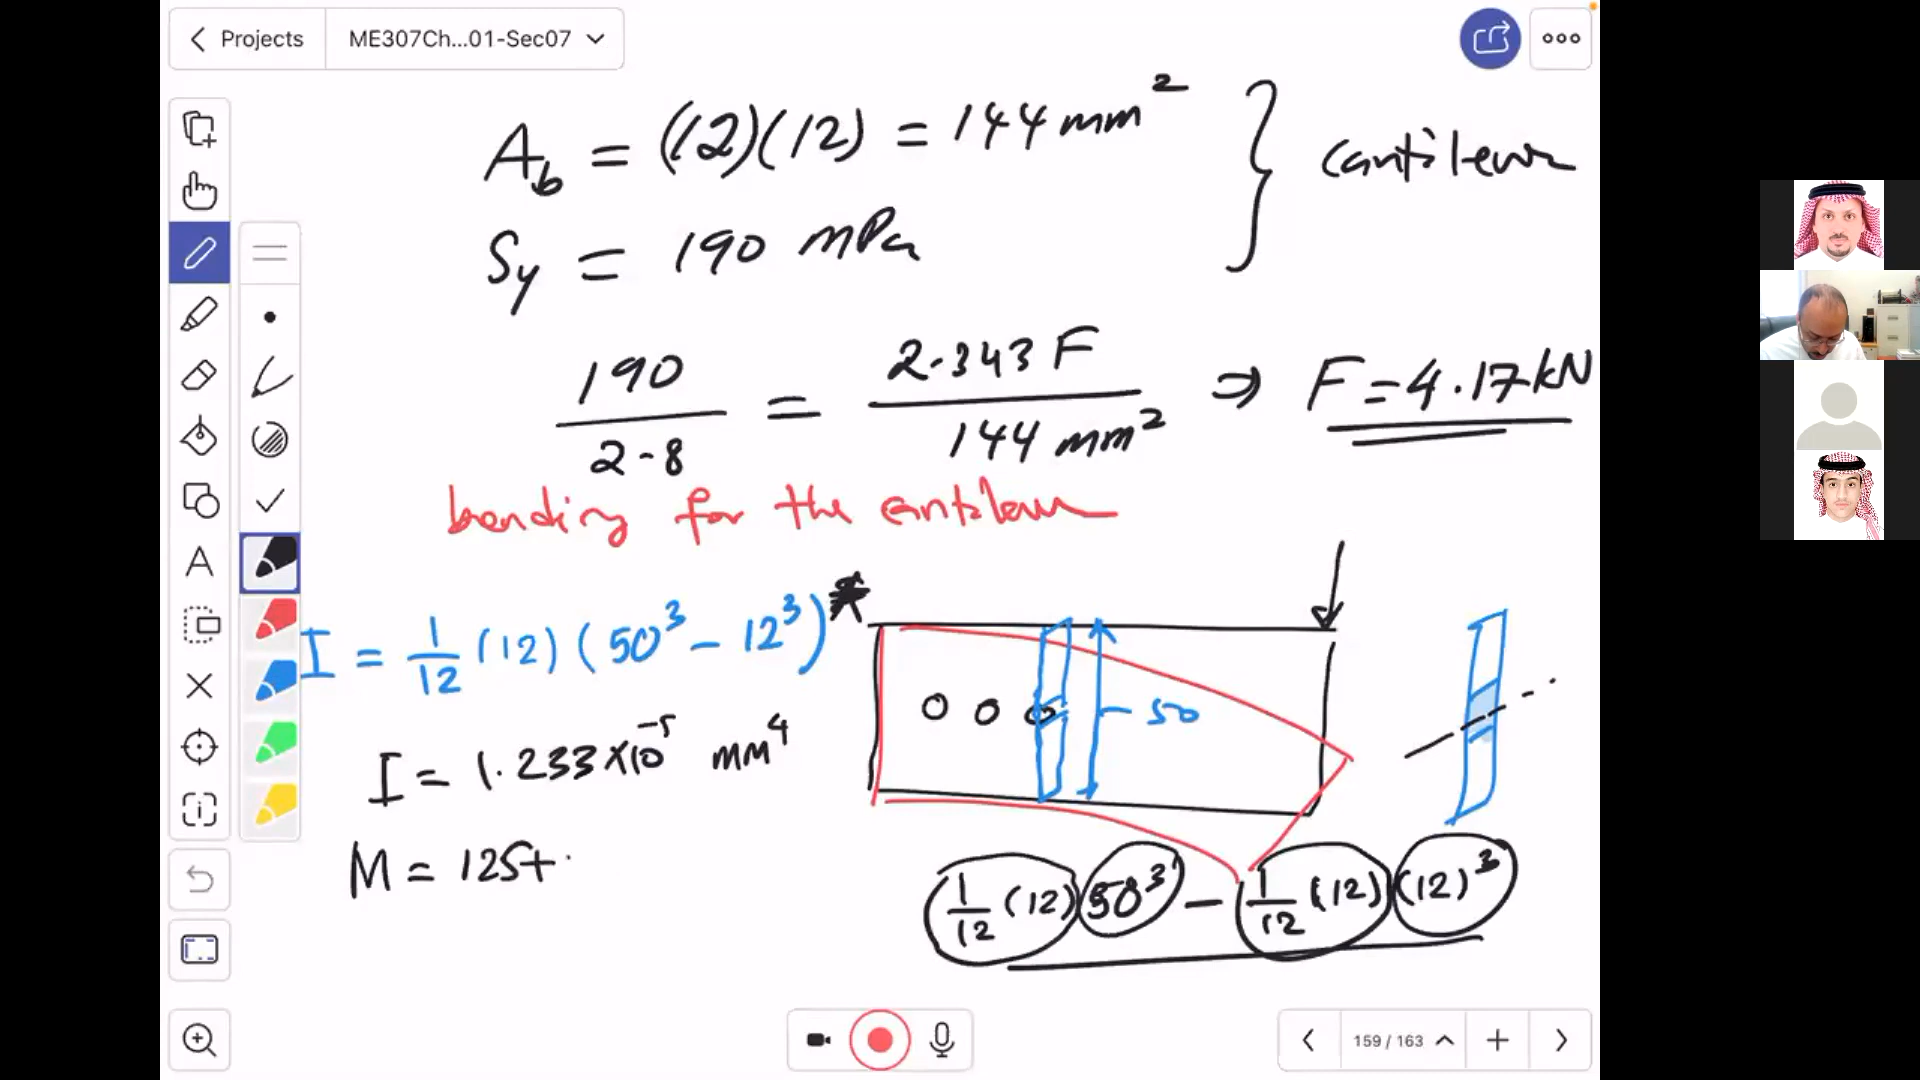 Projects
ME307Ch...01-Sec07
A_b = (12)(12) = 144 mm² } cantilever
Sy = 190 MPa
190/2.8 = 2.343 F/144 mm² ⇒ F = 4.17 kN
bending for the cantilever
I = 1/12 (12) (50³ - 12³)
I = 1.233 × 10⁻⁵ mm⁴
50
M = 125+
1/12 (12) 50³ - 1/12 (12) (12)³
A
159 / 163